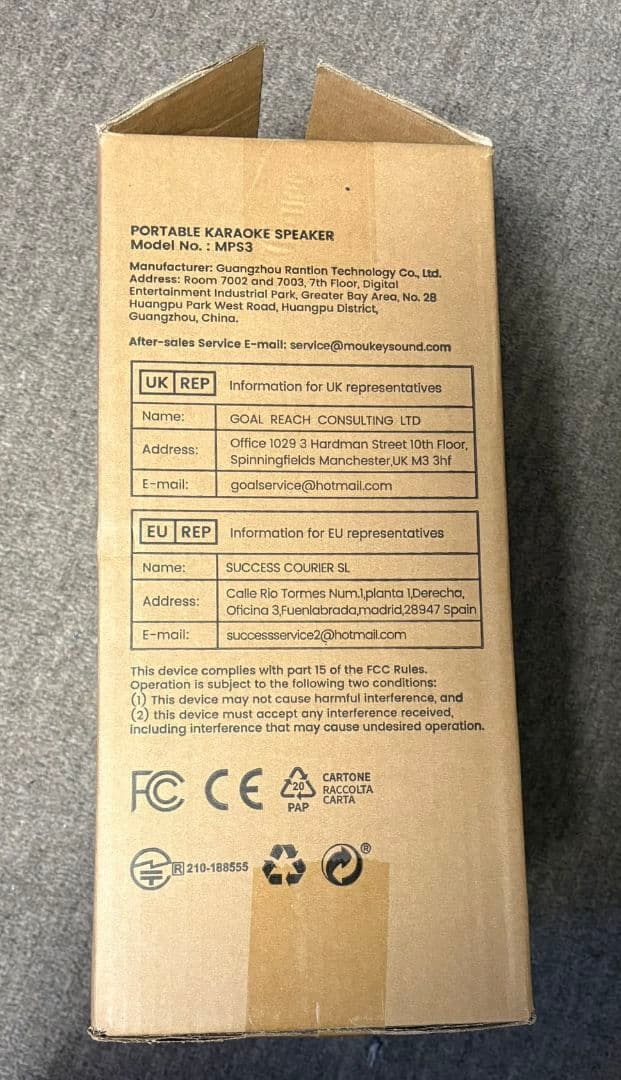 PORTABLE KARAOKE SPEAKER
Model No. : MPS3
Manufacturer: Guangzhou Rantion Technology Co., Ltd.
Address: Room 7002 and 7003, 7th Floor, Digital
Entertainment Industrial Park, Greater Bay Area, No. 28
Huangpu Park West Road, Huangpu District,
Guangzhou, China.
After-sales Service E-mail: service@moukeysound.com
UK REP Information for UK representatives
Name: GOAL REACH CONSULTING LTD
Address: Office 1029 3 Hardman Street 10th Floor,
Spinningfields Manchester,UK M3 3hf
E-mail: goalservice@hotmail.com
EU REP Information for EU representatives
Name: SUCCESS COURIER SL
Address: Calle Rio Tormes Num.1,planta 1,Derecha,
Oficina 3,Fuenlabrada,madrid,28947 Spain
E-mail: successservice2@hotmail.com
This device complies with part 15 of the FCC Rules.
Operation is subject to the following two conditions:
(1) This device may not cause harmful interference, and
(2) this device must accept any interference received,
including interference that may cause undesired operation.
FC CE 20 PAP
CARTONE
RACCOLTA
CARTA
R 210-188555 ®